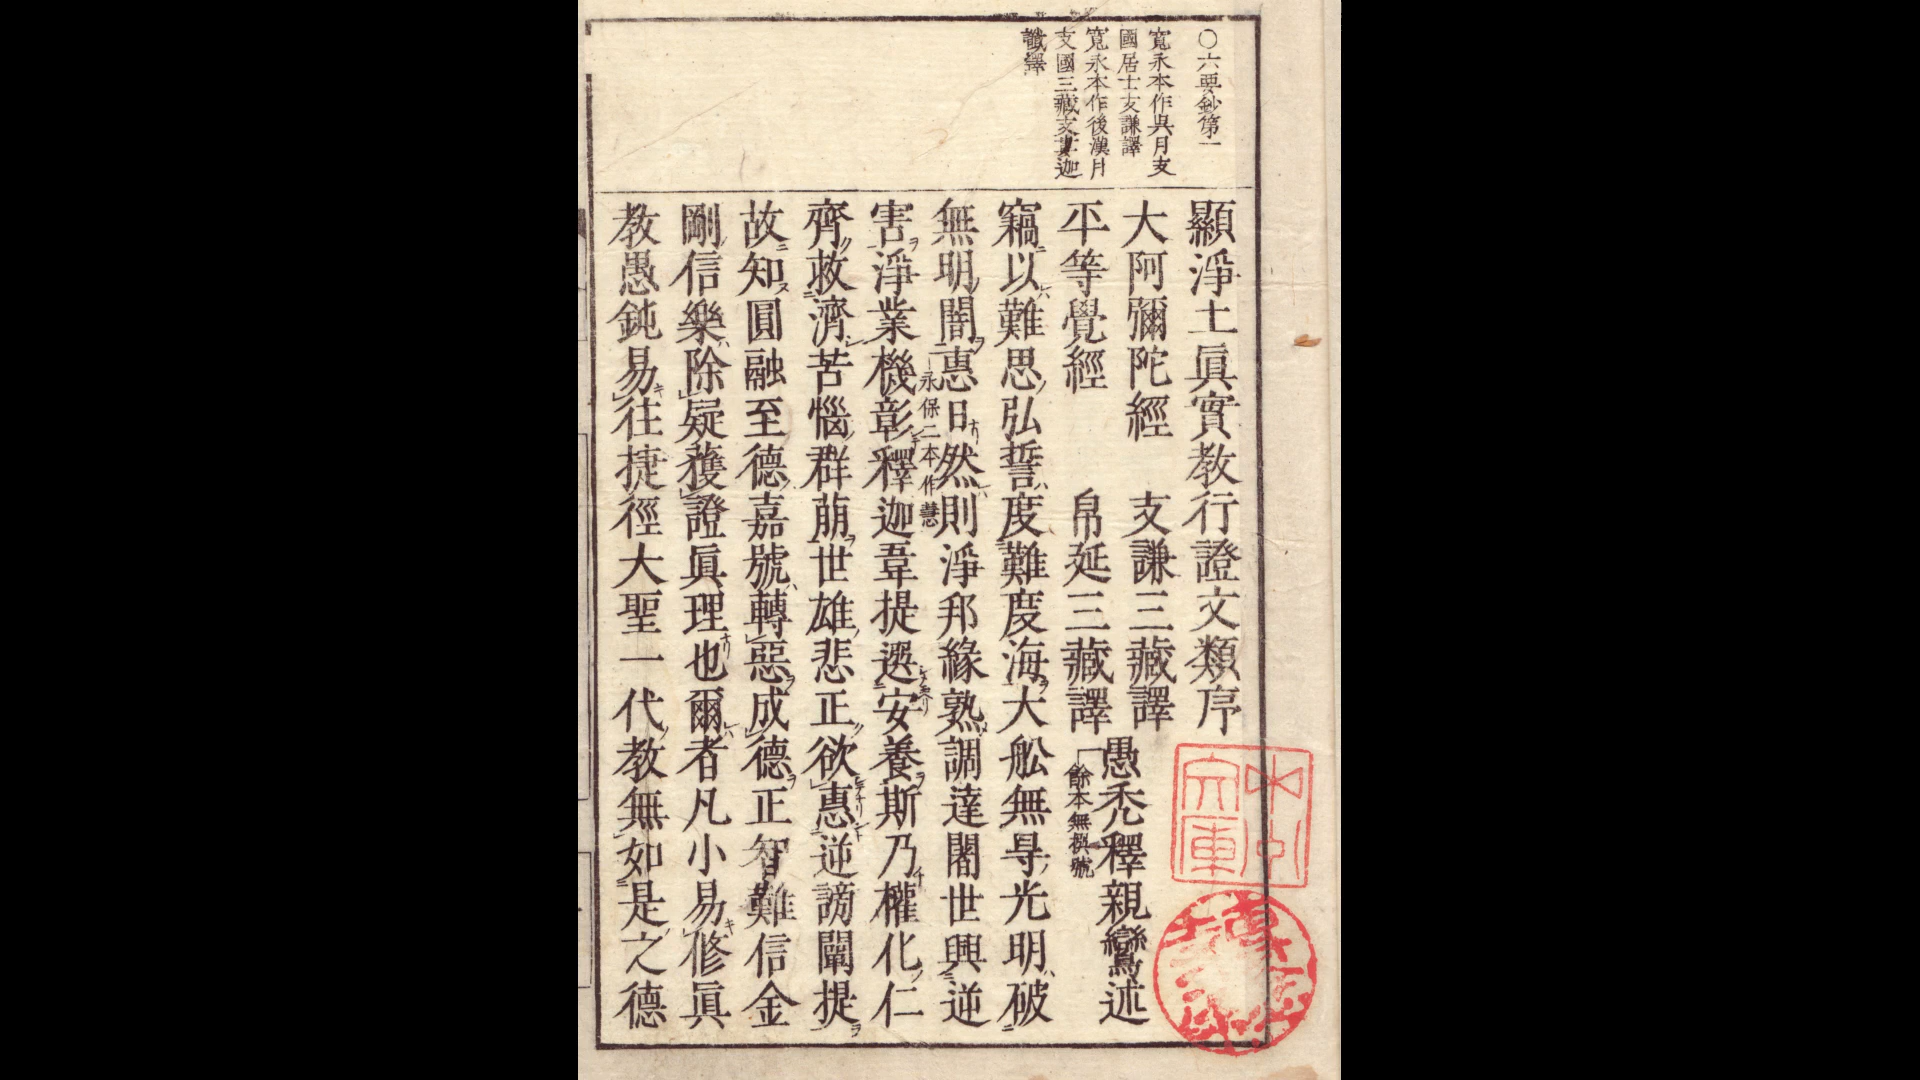 〇六要鈔第一
寬永本作吳月支
國居士支謙譯
寬永本作後漢月
支國三藏支婁迦
讖譯
顯淨土眞實教行證文類序
大阿彌陀經 支謙三藏譯
平等覺經 帛延三藏譯
愚禿釋親鸞述
餘本無撰號
竊以難思弘誓度難度海大舩無㝵光明破
無明闇惠日然則淨邦緣熟調達闍世興逆
永保二本作慧
害淨業機彰釋迦韋提選安養斯乃權化仁
齊救濟苦惱群萠世雄悲正欲惠逆謗闡提
故知圓融至德嘉號轉惡成德正智難信金
剛信樂除疑獲證眞理也爾者凡小易修眞
教愚鈍易往捷徑大聖一代教無如是之德